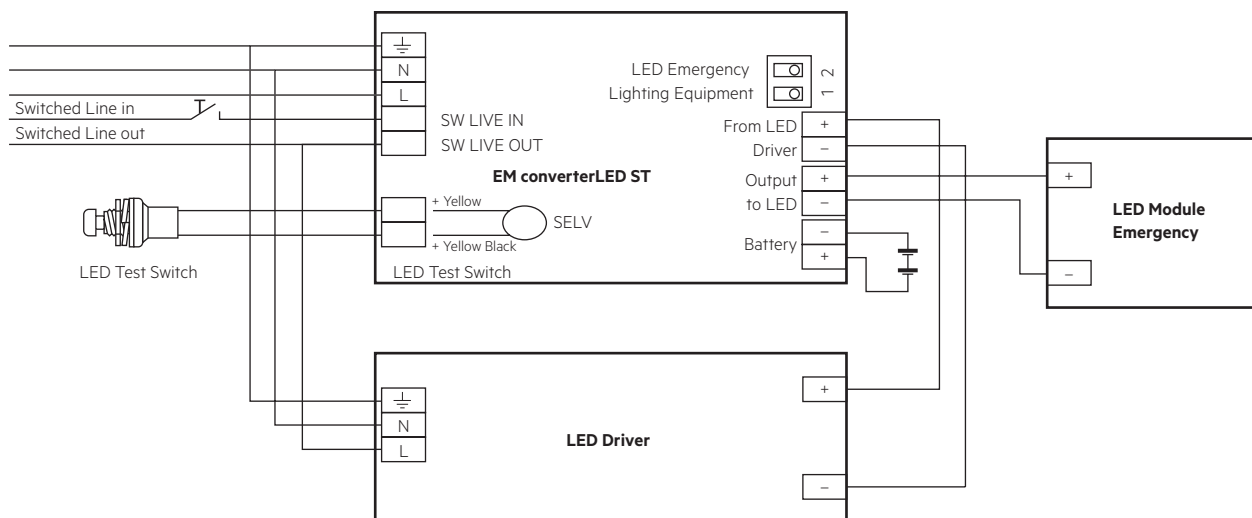 N
L
Switched Line in
Switched Line out
SW LIVE IN
SW LIVE OUT
EM converterLED ST
LED Emergency
Lighting Equipment
2
1
From LED
Driver
+
−
Output
to LED
+
−
Battery
−
+
+ Yellow
+ Yellow Black
SELV
LED Test Switch
LED Test Switch
+
−
LED Module
Emergency
N
L
LED Driver
+
−